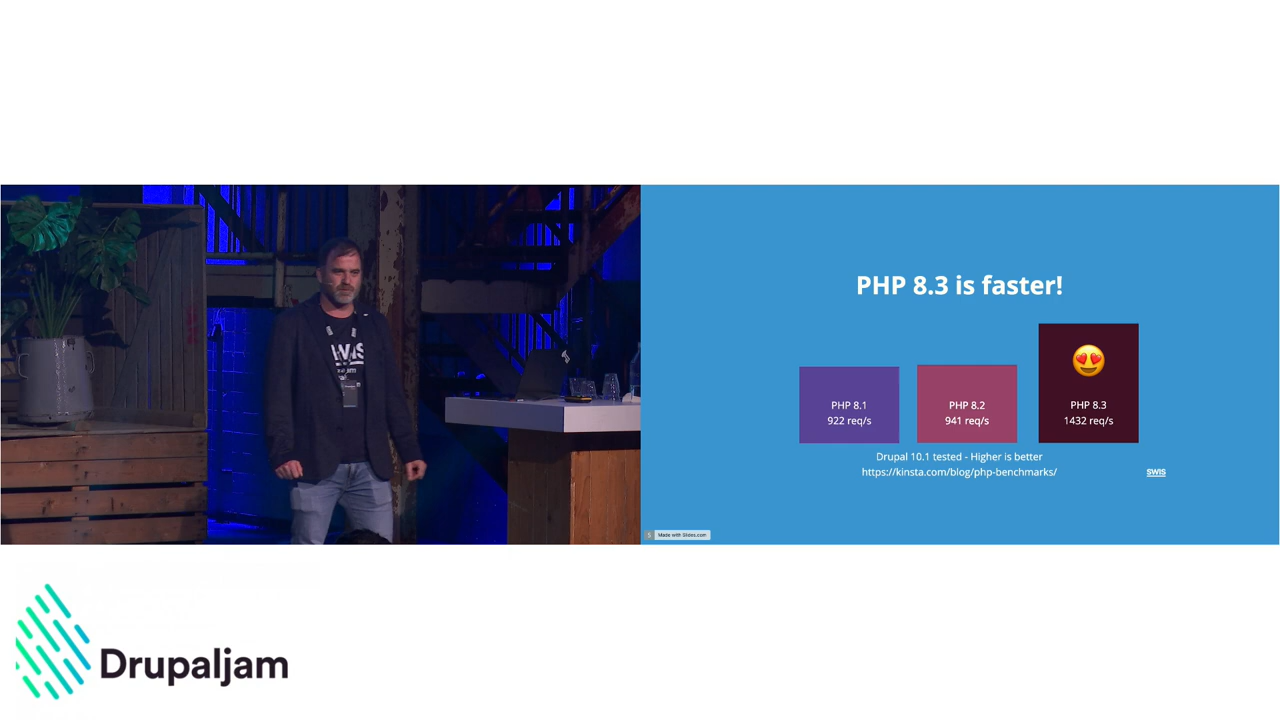 PHP 8.3 is faster!
PHP 8.1
922 req/s
PHP 8.2
941 req/s
PHP 8.3
1432 req/s
Drupal 10.1 tested - Higher is better
https://kinsta.com/blog/php-benchmarks/
SWIS
Made with Slides.com
Drupaljam